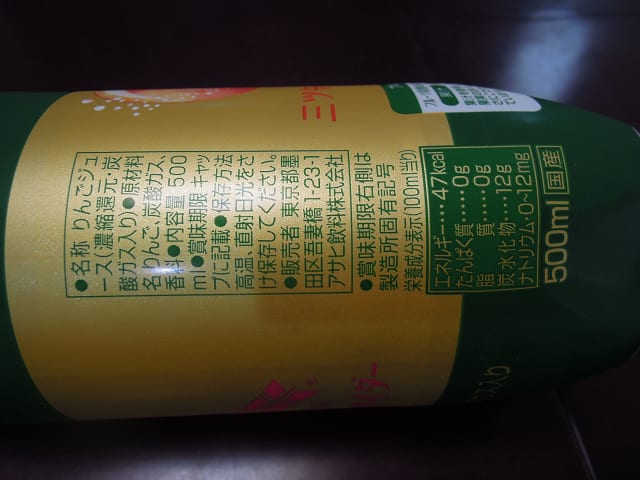 ●名称 りんごジュ
ース(濃縮還元･炭
酸ガス入り)●原材料
名 りんご､炭酸ガス､
香料●内容量 500
ml●賞味期限 キャッ
プに記載●保存方法
高温､直射日光をさ
け保存してください｡
●販売者 東京都墨
田区吾妻橋1-23-1
アサヒ飲料株式会社
●賞味期限右側は
製造所固有記号
栄養成分表示(100ml当り)
エネルギー…47kcal
たんぱく質……0g
脂質……0g
炭水化物……12g
ナトリウム…0~12mg
500ml 国産
ニッ
ダー
ス入り